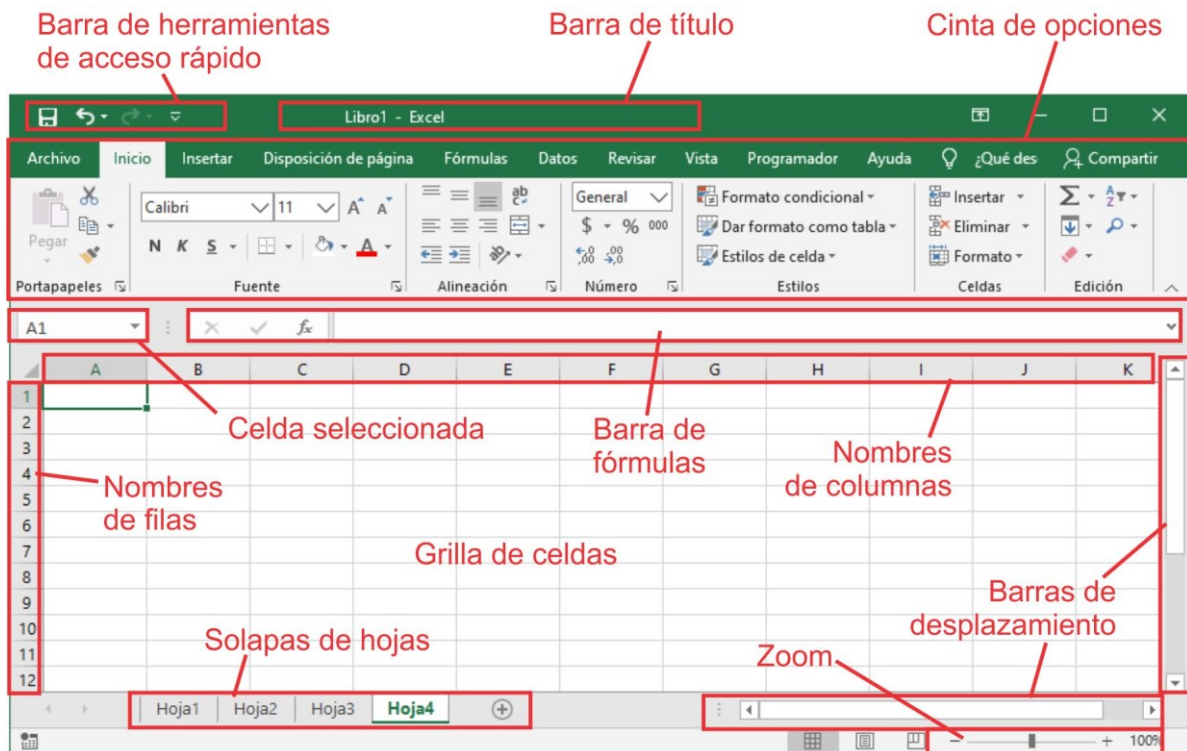 Barra de herramientas
de acceso rápido
Barra de título
Cinta de opciones
Libro1 - Excel
Archivo Inicio Insertar Disposición de página Fórmulas Datos Revisar Vista Programador Ayuda ¿Qué des Compartir
Pegar
Calibri 11 A A
N K S A
ab
c
General
$ % 000
,00 ,00
,0
Formato condicional
Dar formato como tabla
Estilos de celda
Insertar
Eliminar
Formato
Σ A Z
Portapapeles Fuente Alineación Número Estilos Celdas Edición
A1 fx
A B C D E F G H I J K
1
2
3
4
5
6
7
8
9
10
11
12
Celda seleccionada
Barra de
fórmulas
Nombres
de columnas
Nombres
de filas
Grilla de celdas
Barras de
desplazamiento
Solapas de hojas
Zoom
Hoja1 Hoja2 Hoja3 Hoja4
- + 100%